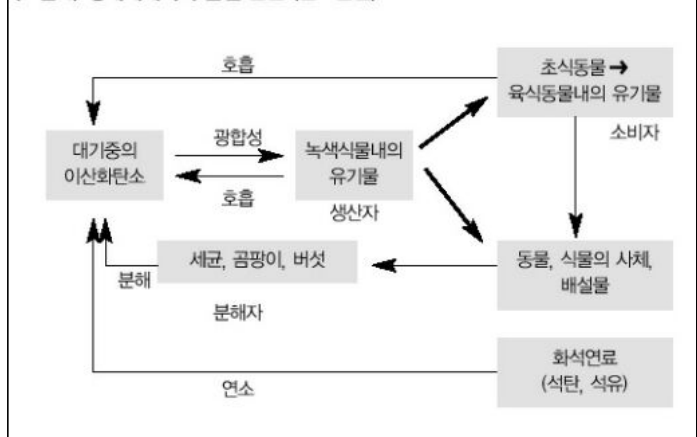 호흡
초식동물➔
육식동물내의 유기물
소비자
대기중의
이산화탄소
광합성
호흡
녹색식물내의
유기물
생산자
세균, 곰팡이, 버섯
분해
분해자
동물, 식물의 사체,
배설물
화석연료
(석탄, 석유)
연소